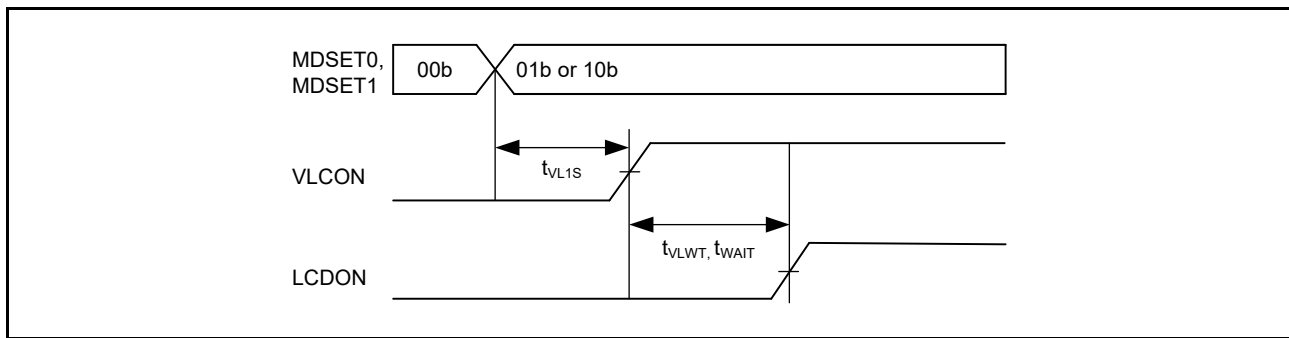 MDSET0,
MDSET1
00b
01b or 10b
tVL1S
VLCON
tVLWT, tWAIT
LCDON